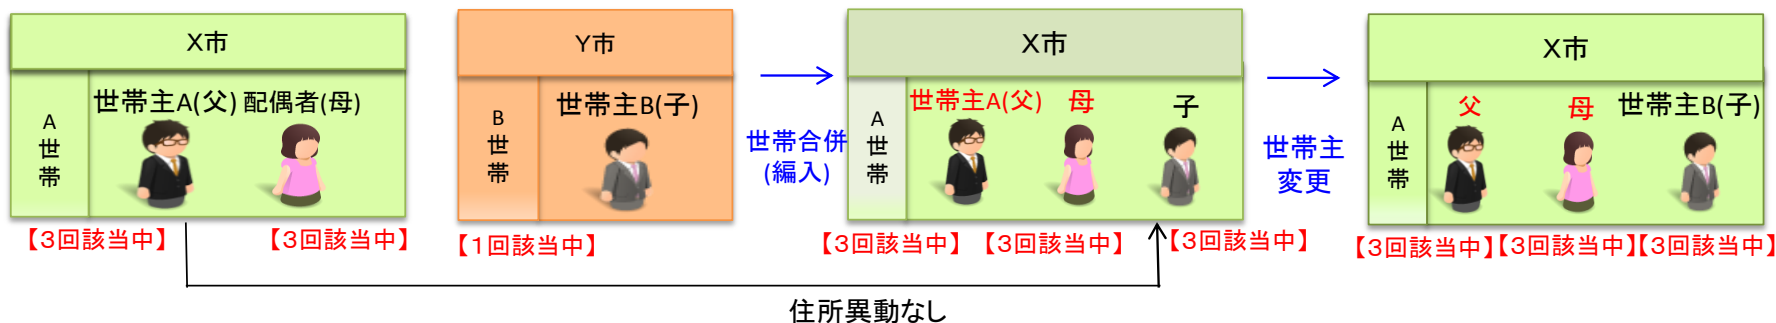 X市
A世帯
世帯主A(父) 配偶者(母)
【3回該当中】 【3回該当中】
Y市
B世帯
世帯主B(子)
【1回該当中】
世帯合併
(編入)
X市
A世帯
世帯主A(父) 母 子
【3回該当中】 【3回該当中】 【3回該当中】
世帯主
変更
X市
A世帯
父 母 世帯主B(子)
【3回該当中】【3回該当中】【3回該当中】
住所異動なし